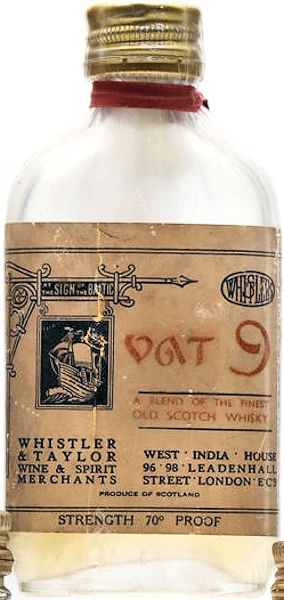 AT THE SIGN OF THE BALTIC
WHISTLER
VAT 9
A BLEND OF THE FINEST
OLD SCOTCH WHISKY
WHISTLER
& TAYLOR
WINE & SPIRIT
MERCHANTS
WEST · INDIA · HOUSE
96 · 98 · LEADENHALL
STREET · LONDON · E·C·3
PRODUCE OF SCOTLAND
STRENGTH 70° PROOF